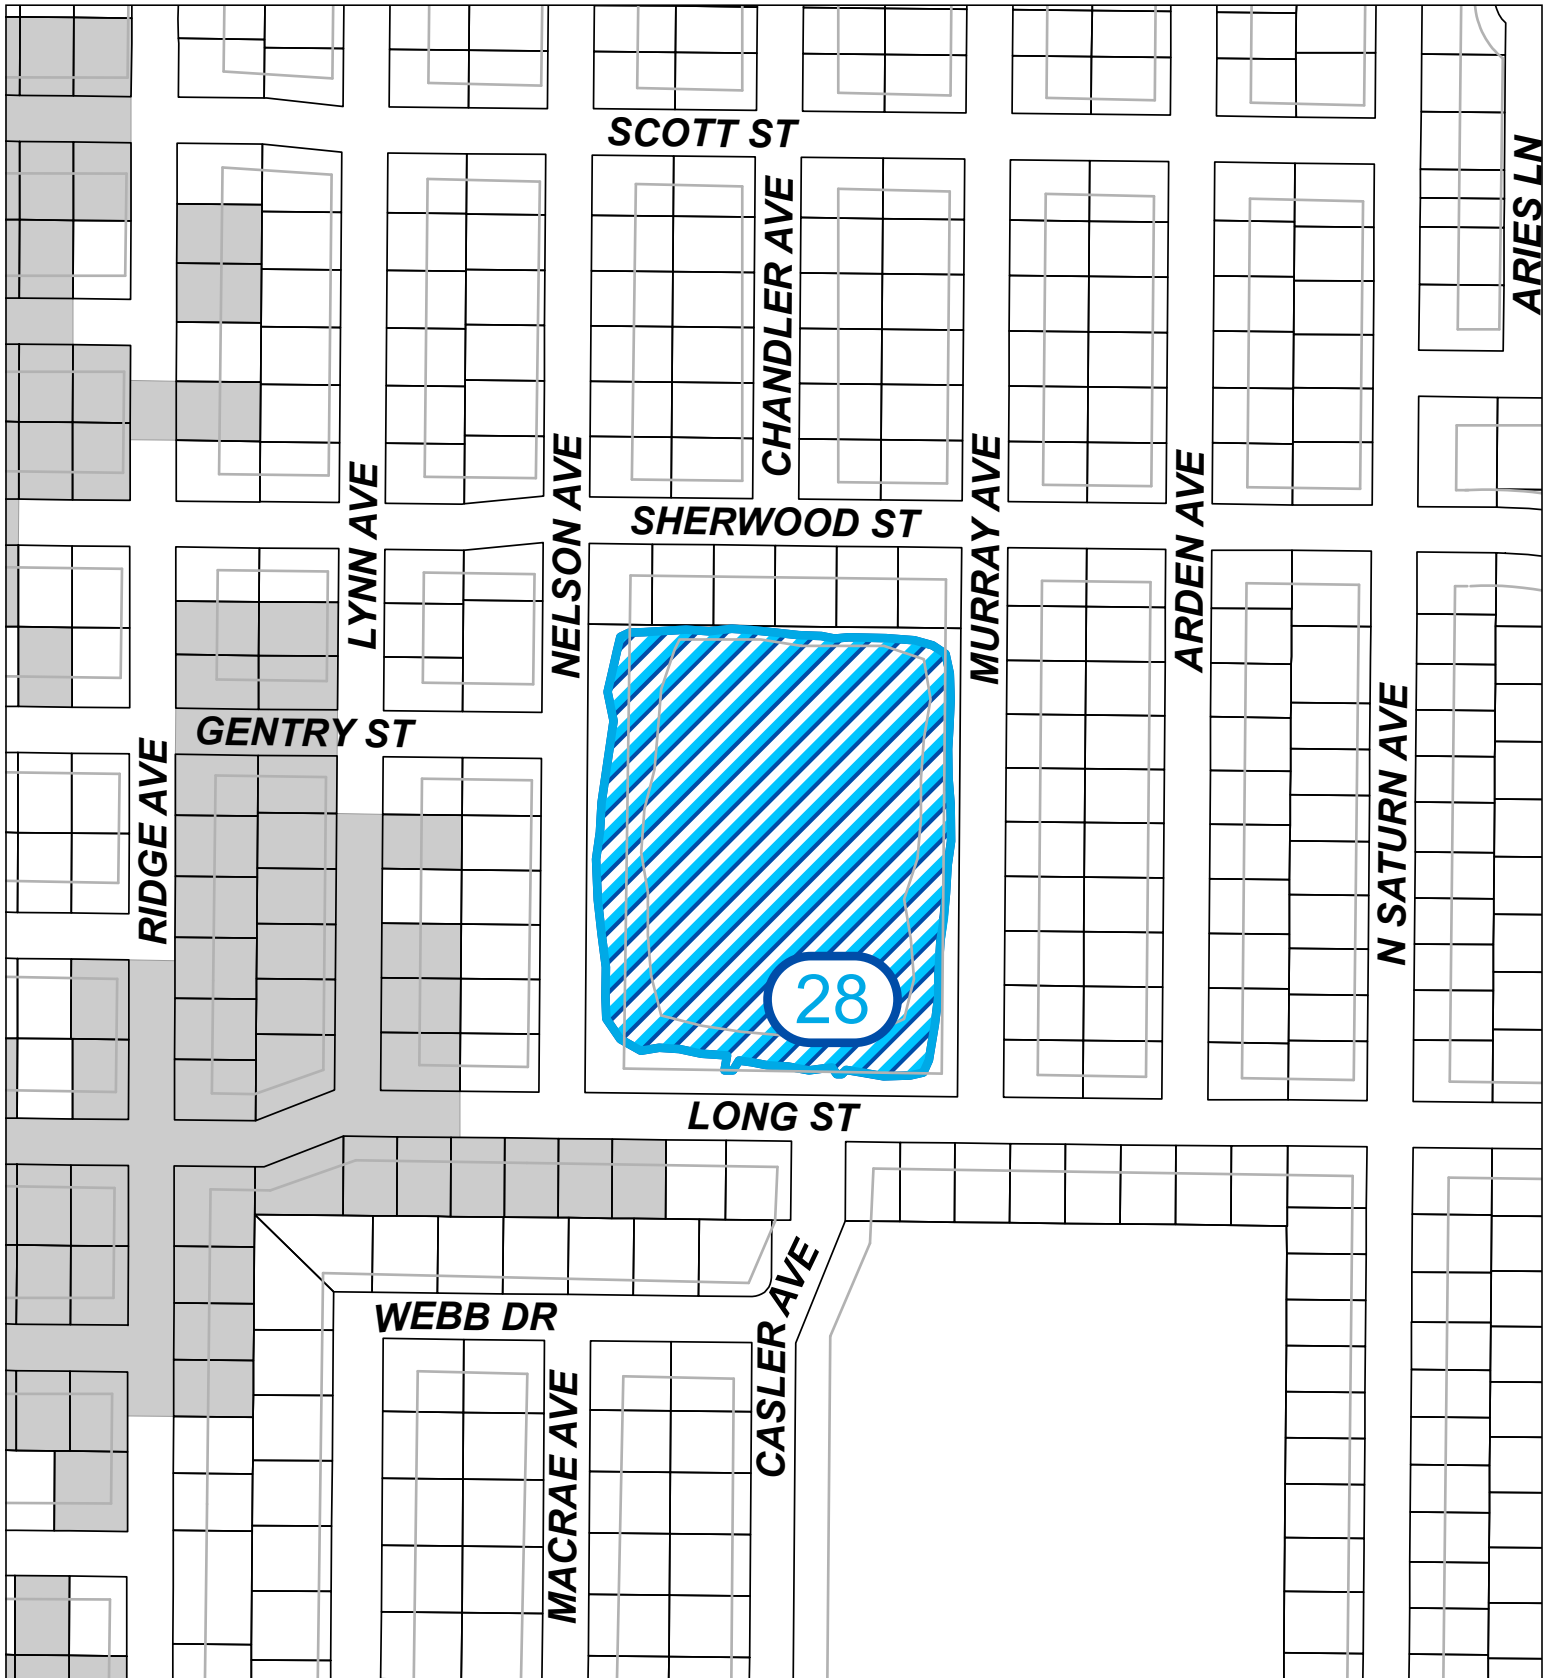 SCOTT ST
ARIES LN
CHANDLER AVE
LYNN AVE
NELSON AVE
SHERWOOD ST
MURRAY AVE
ARDEN AVE
GENTRY ST
RIDGE AVE
N SATURN AVE
28
LONG ST
WEBB DR
CASLER AVE
MACRAE AVE